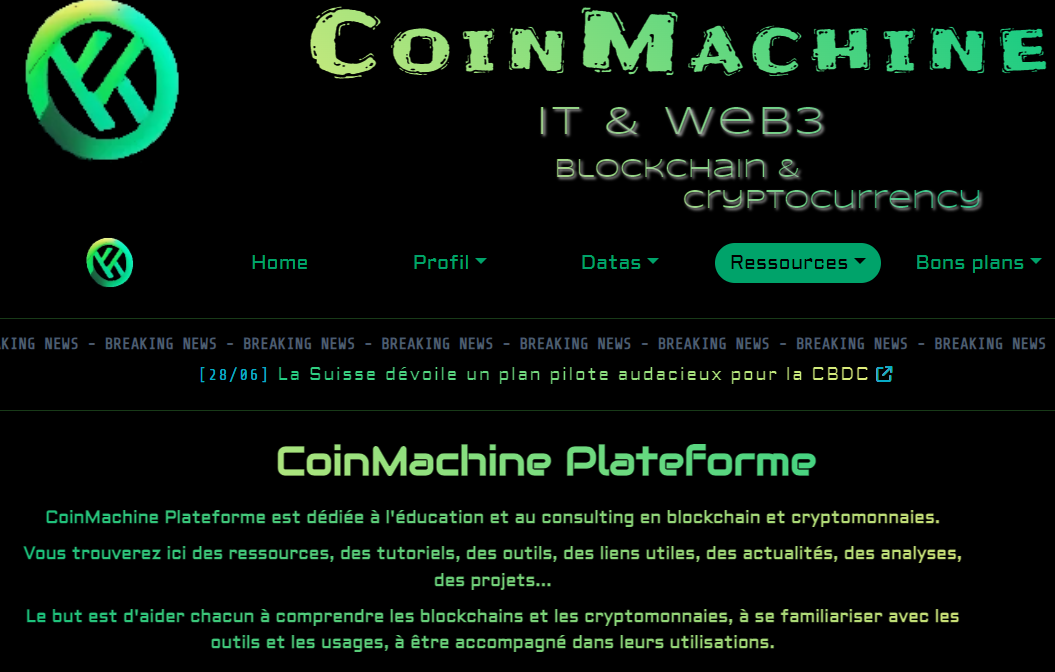 CoinMachine
IT & WeB3
Blockchain &
Cryptocurrency
Home Profil Datas Ressources Bons plans
KING NEWS - BREAKING NEWS - BREAKING NEWS - BREAKING NEWS - BREAKING NEWS - BREAKING NEWS - BREAKING NEWS - BREAKING NEWS
[28/06] La Suisse dévoile un plan pilote audacieux pour la CBDC
CoinMachine Plateforme
CoinMachine Plateforme est dédiée à l'éducation et au consulting en blockchain et cryptomonnaies.
Vous trouverez ici des ressources, des tutoriels, des outils, des liens utiles, des actualités, des analyses,
des projets...
Le but est d'aider chacun à comprendre les blockchains et les cryptomonnaies, à se familiariser avec les
outils et les usages, à être accompagné dans leurs utilisations.